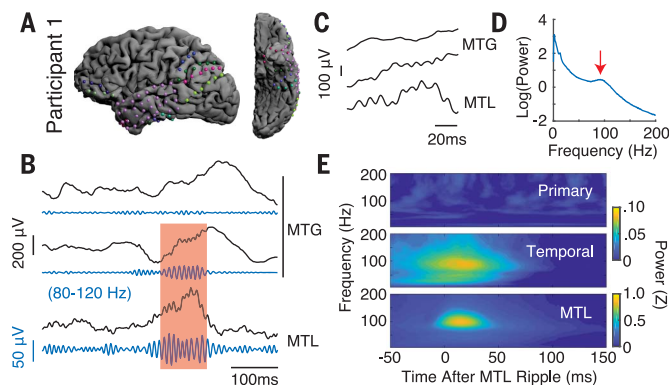 A
Participant 1
B
200 µV
MTG
(80-120 Hz)
50 µV
MTL
100ms
C
100 µV
MTG
MTL
20ms
D
Log(Power)
4
2
0
-2
0
100
200
Frequency (Hz)
E
Frequency (Hz)
200
100
Primary
200
100
Temporal
200
100
MTL
-50
0
50
100
150
Time After MTL Ripple (ms)
.10
.05
0
1.0
0.5
0
Power (Z)